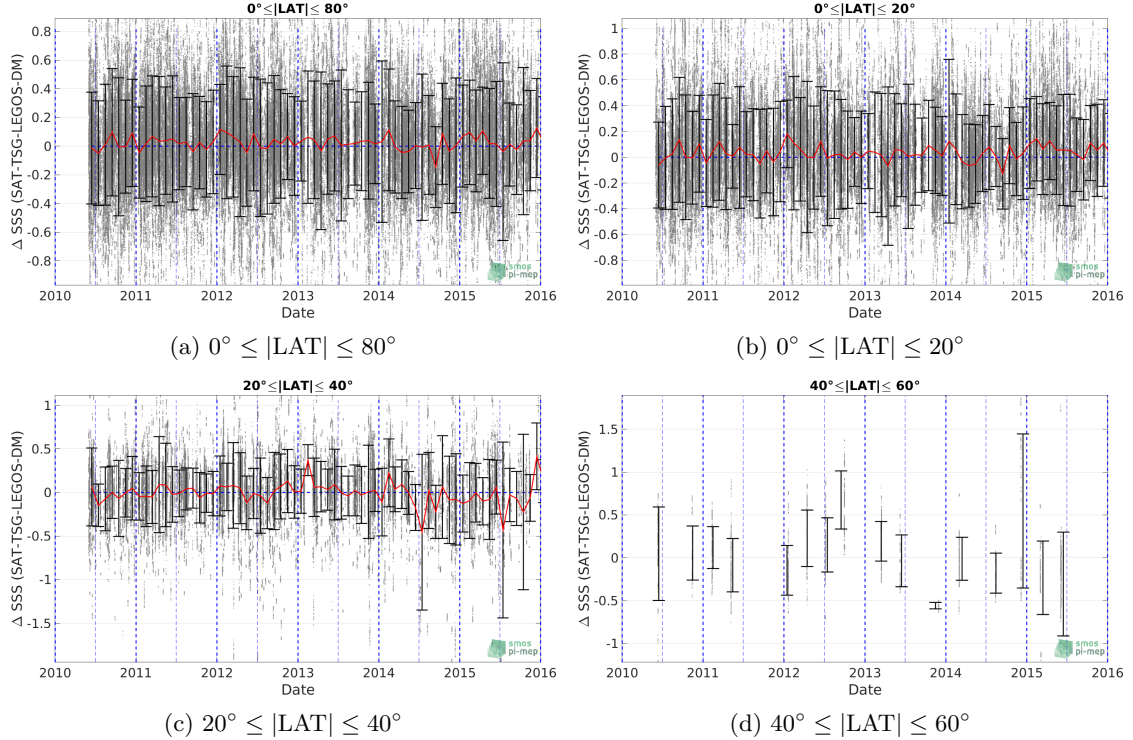 0°≤|LAT|≤ 80°
Δ SSS (SAT-TSG-LEGOS-DM)
0.8
0.6
0.4
0.2
0
-0.2
-0.4
-0.6
-0.8
2010 2011 2012 2013 2014 2015 2016
Date
smos
pi-mep
(a) 0° ≤ |LAT| ≤ 80°
0°≤|LAT|≤ 20°
Δ SSS (SAT-TSG-LEGOS-DM)
1
0.8
0.6
0.4
0.2
0
-0.2
-0.4
-0.6
-0.8
2010 2011 2012 2013 2014 2015 2016
Date
smos
pi-mep
(b) 0° ≤ |LAT| ≤ 20°
20°≤|LAT|≤ 40°
Δ SSS (SAT-TSG-LEGOS-DM)
1
0.5
0
-0.5
-1
-1.5
2010 2011 2012 2013 2014 2015 2016
Date
smos
pi-mep
(c) 20° ≤ |LAT| ≤ 40°
40°≤|LAT|≤ 60°
Δ SSS (SAT-TSG-LEGOS-DM)
1.5
1
0.5
0
-0.5
-1
2010 2011 2012 2013 2014 2015 2016
Date
smos
pi-mep
(d) 40° ≤ |LAT| ≤ 60°